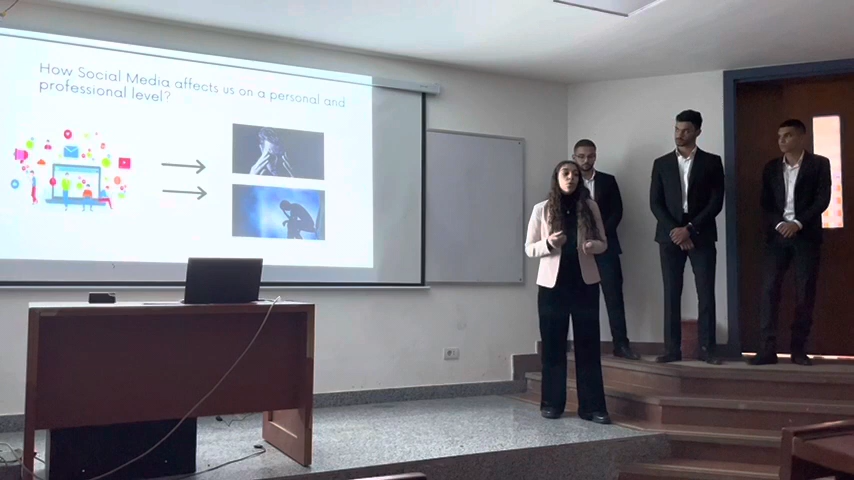 How Social Media affects us on a personal and
professional level?